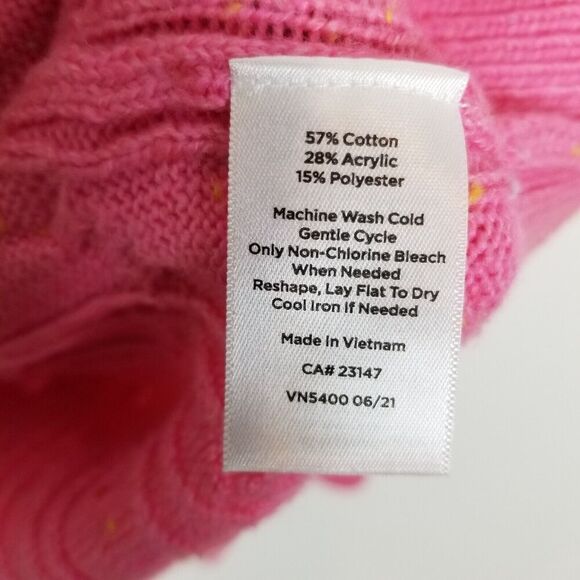 57% Cotton
28% Acrylic
15% Polyester
Machine Wash Cold
Gentle Cycle
Only Non-Chlorine Bleach
When Needed
Reshape, Lay Flat To Dry
Cool Iron If Needed
Made In Vietnam
CA# 23147
VN5400 06/21